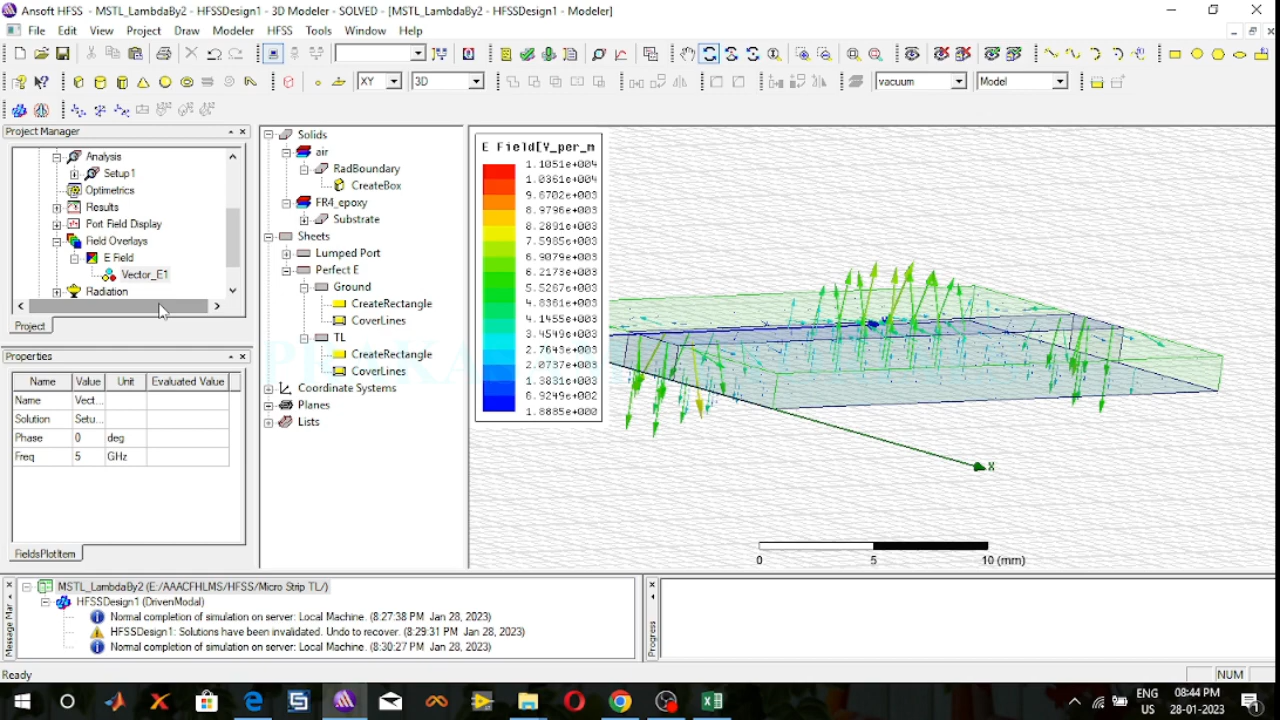 Ansoft HFSS - MSTL_LambdaBy2 - HFSSDesign1 - 3D Modeler - SOLVED - [MSTL_LambdaBy2 - HFSSDesign1 - Modeler]
File Edit View Project Draw Modeler HFSS Tools Window Help
XY 3D vacuum Model
Project Manager
Analysis
Setup1
Optimetrics
Results
Port Field Display
Field Overlays
E Field
Vector_E1
Radiation
Project
Properties
Name Value Unit Evaluated Value
Name Vect...
Solution Setu...
Phase 0 deg
Freq 5 GHz
FieldsPlotItem
Solids
air
RadBoundary
CreateBox
FR4_epoxy
Substrate
Sheets
Lumped Port
Perfect E
Ground
CreateRectangle
CoverLines
TL
CreateRectangle
CoverLines
Coordinate Systems
Planes
Lists
E Field[V_per_m
1.1051e+004
1.0361e+004
9.6702e+003
8.9796e+003
8.2891e+003
7.5985e+003
6.9079e+003
6.2173e+003
5.5268e+003
4.8361e+003
4.1455e+003
3.4549e+003
2.7643e+003
2.0737e+003
1.3831e+003
6.9249e+002
1.8885e+000
X
0 5 10 (mm)
Message Mar
MSTL_LambdaBy2 (E:/AAACFHLMS/HFSS/Micro Strip TL/)
HFSSDesign1 (DrivenModal)
Normal completion of simulation on server: Local Machine. (8:27:38 PM Jan 28, 2023)
HFSSDesign1: Solutions have been invalidated. Undo to recover. (8:29:31 PM Jan 28, 2023)
Normal completion of simulation on server: Local Machine. (8:30:27 PM Jan 28, 2023)
Progress
Ready
NUM
ENG
US
08:44 PM
28-01-2023